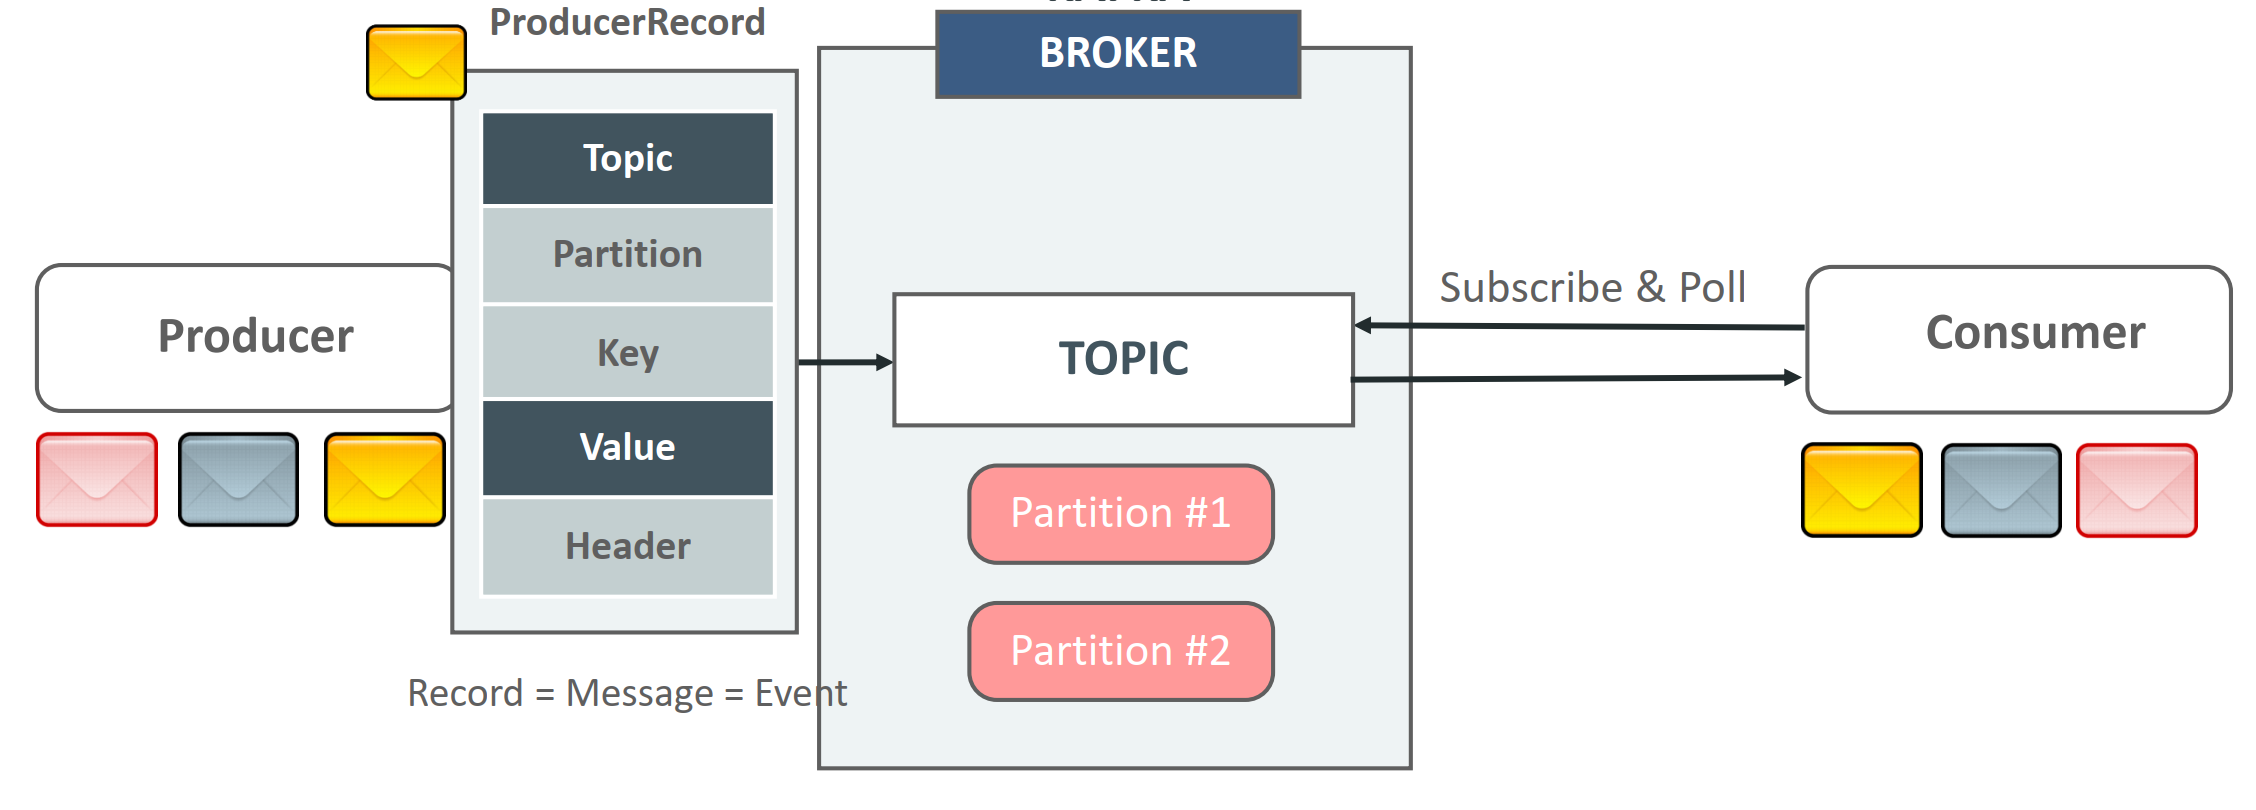 ProducerRecord
BROKER
Topic
Partition
Key
Value
Header
Producer
TOPIC
Subscribe & Poll
Consumer
Partition #1
Partition #2
Record = Message = Event